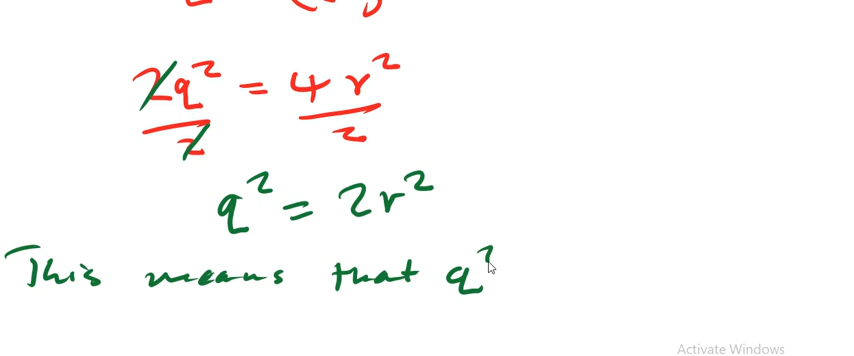 2q² = 4r²
2 2
q² = 2r²
This means that q²
Activate Windows